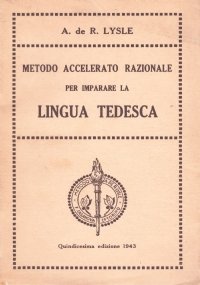 A. de R. LYSLE
METODO ACCELERATO RAZIONALE
PER IMPARARE LA
LINGUA TEDESCA
Quindicesima edizione 1943